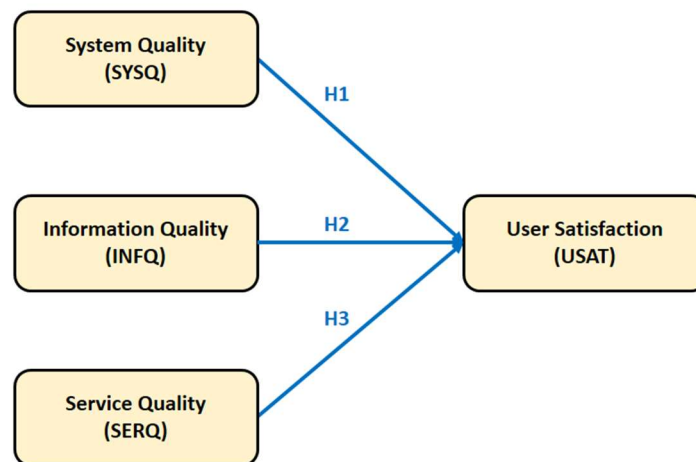 System Quality
(SYSQ)
H1
Information Quality
(INFQ)
H2
User Satisfaction
(USAT)
H3
Service Quality
(SERQ)